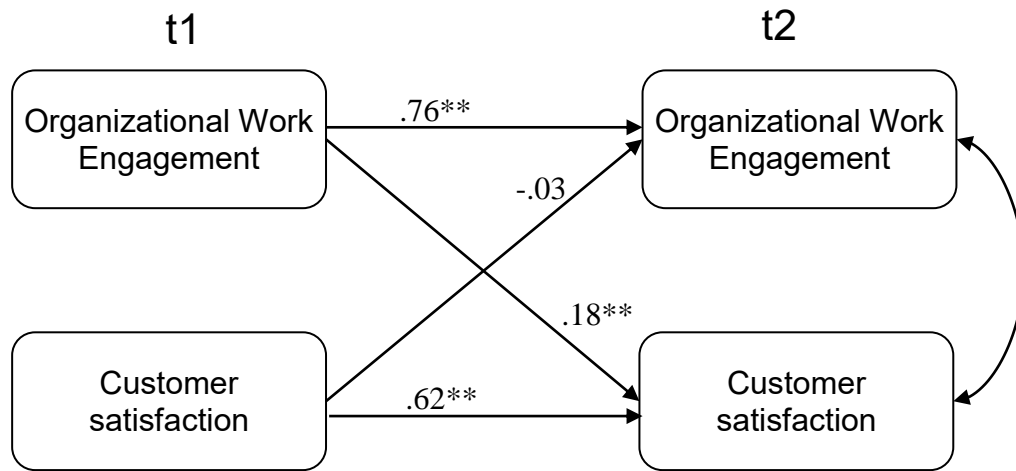 t1
t2
Organizational Work
Engagement
.76**
Organizational Work
Engagement
-.03
.18**
Customer
satisfaction
.62**
Customer
satisfaction